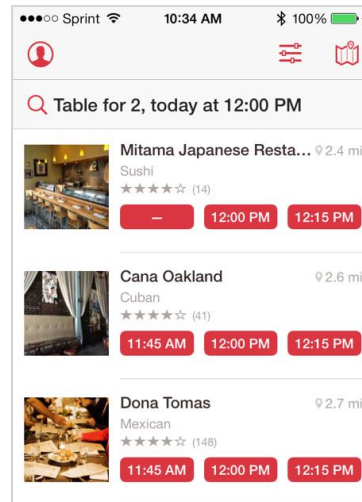 ●●●○○ Sprint 10:34 AM 100%
Table for 2, today at 12:00 PM
Mitama Japanese Resta... 2.4 mi
Sushi
★★★★☆ (14)
– 12:00 PM 12:15 PM
Cana Oakland 2.6 mi
Cuban
★★★★☆ (41)
11:45 AM 12:00 PM 12:15 PM
Dona Tomas 2.7 mi
Mexican
★★★★☆ (148)
11:45 AM 12:00 PM 12:15 PM